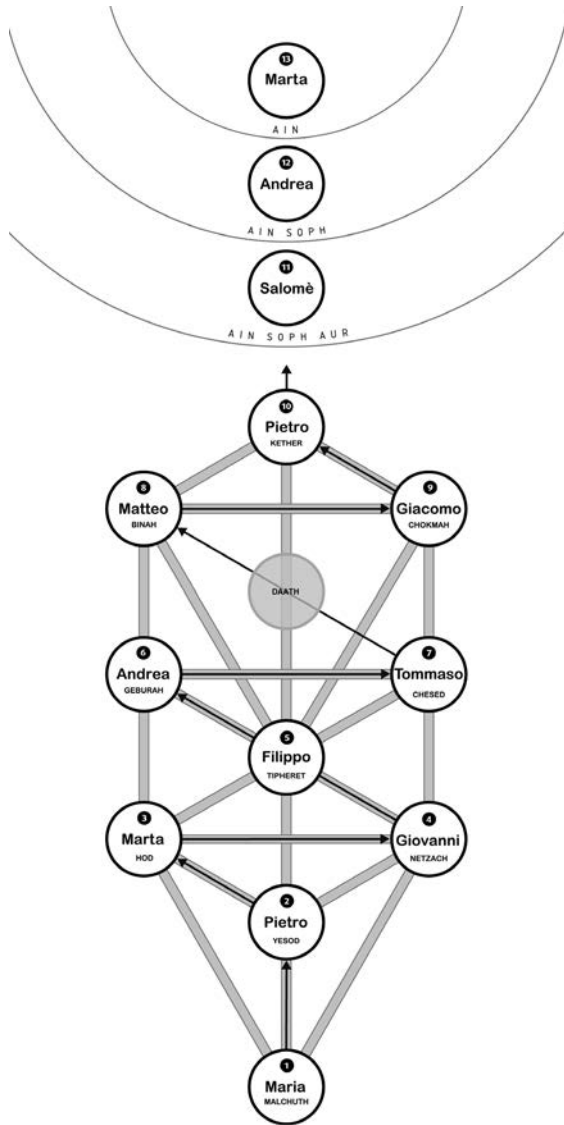 13
Marta
AIN
12
Andrea
AIN SOPH
11
Salomè
AIN SOPH AUR
10
Pietro
KETHER
8
Matteo
BINAH
9
Giacomo
CHOKMAH
DAATH
6
Andrea
GEBURAH
7
Tommaso
CHESED
5
Filippo
TIPHERET
3
Marta
HOD
4
Giovanni
NETZACH
2
Pietro
YESOD
1
Maria
MALCHUTH